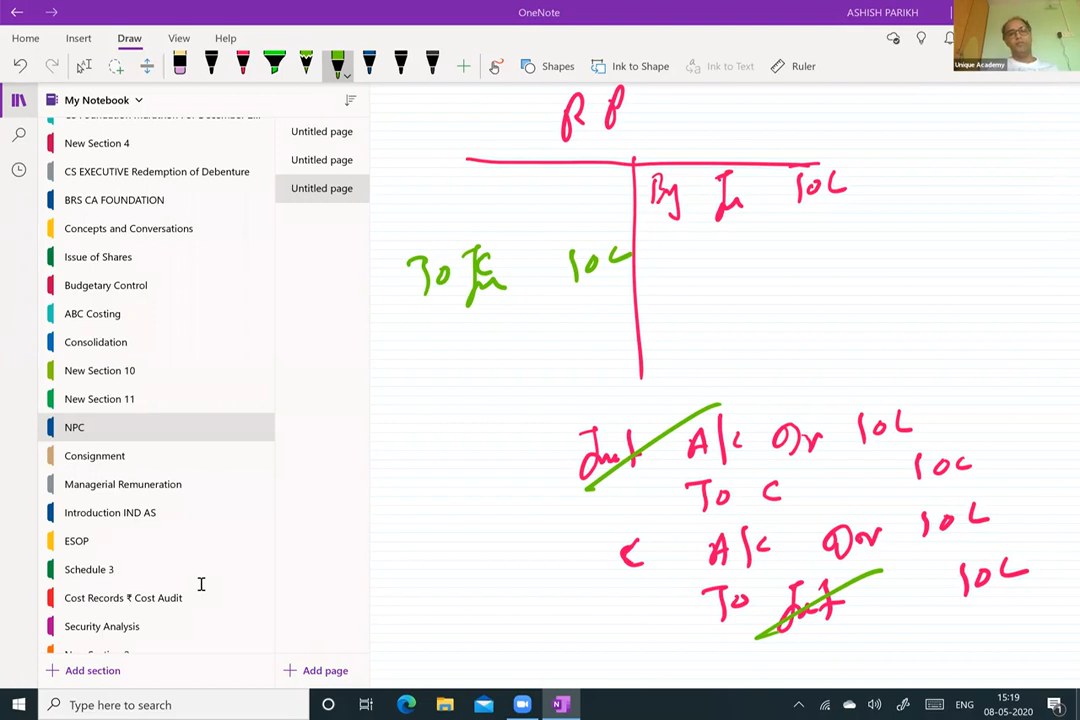 OneNote
ASHISH PARIKH
Unique Academy
Home Insert Draw View Help
Shapes Ink to Shape Ink to Text Ruler
My Notebook
New Section 4
CS EXECUTIVE Redemption of Debenture
BRS CA FOUNDATION
Concepts and Conversations
Issue of Shares
Budgetary Control
ABC Costing
Consolidation
New Section 10
New Section 11
NPC
Consignment
Managerial Remuneration
Introduction IND AS
ESOP
Schedule 3
Cost Records ₹ Cost Audit
Security Analysis
Add section
Untitled page
Untitled page
Untitled page
Add page
R P
By 10L
To 10L
A/c Dr 10L
To C 10L
C A/c Dr 10L
To 10L
Type here to search
ENG
15:19
08-05-2020
1